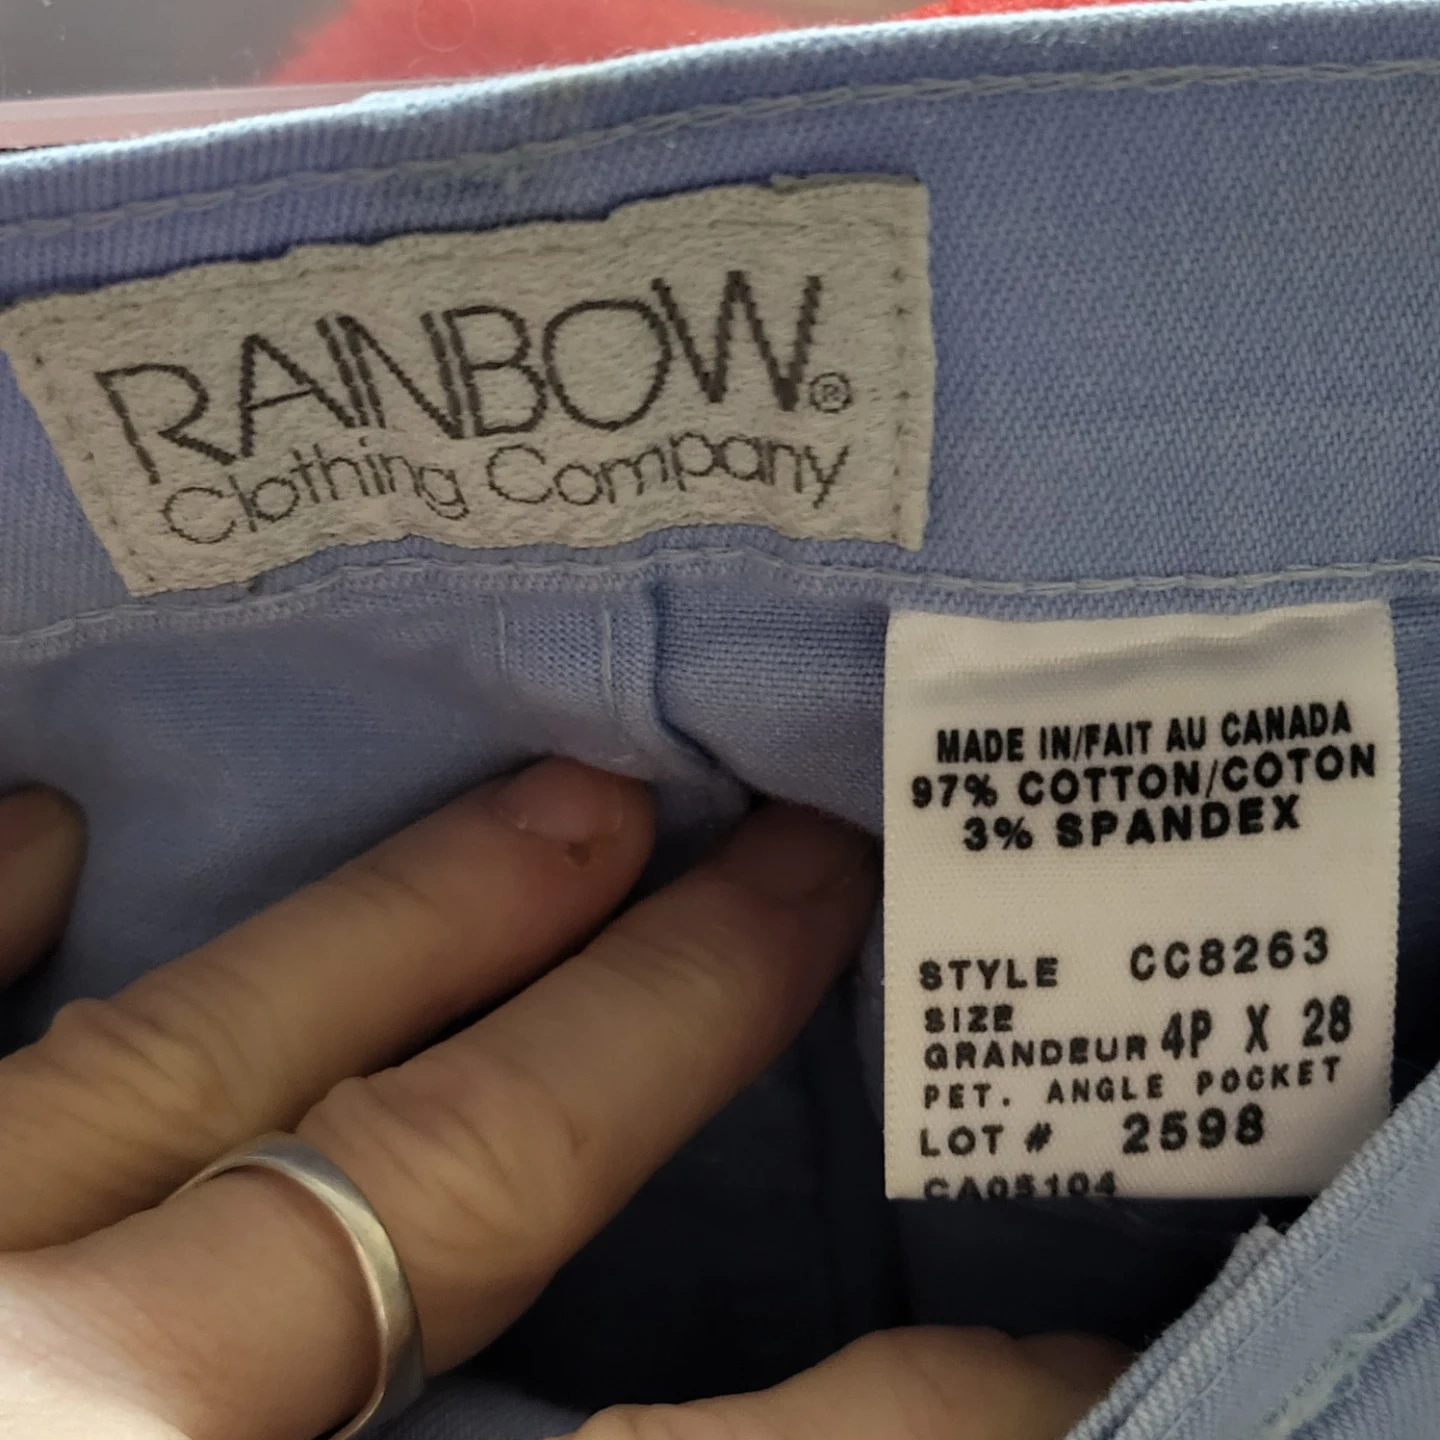 RAINBOW®
Clothing Company
MADE IN/FAIT AU CANADA
97% COTTON/COTON
3% SPANDEX
STYLE CC8263
SIZE
GRANDEUR 4P X 28
PET. ANGLE POCKET
LOT # 2598
CA05104